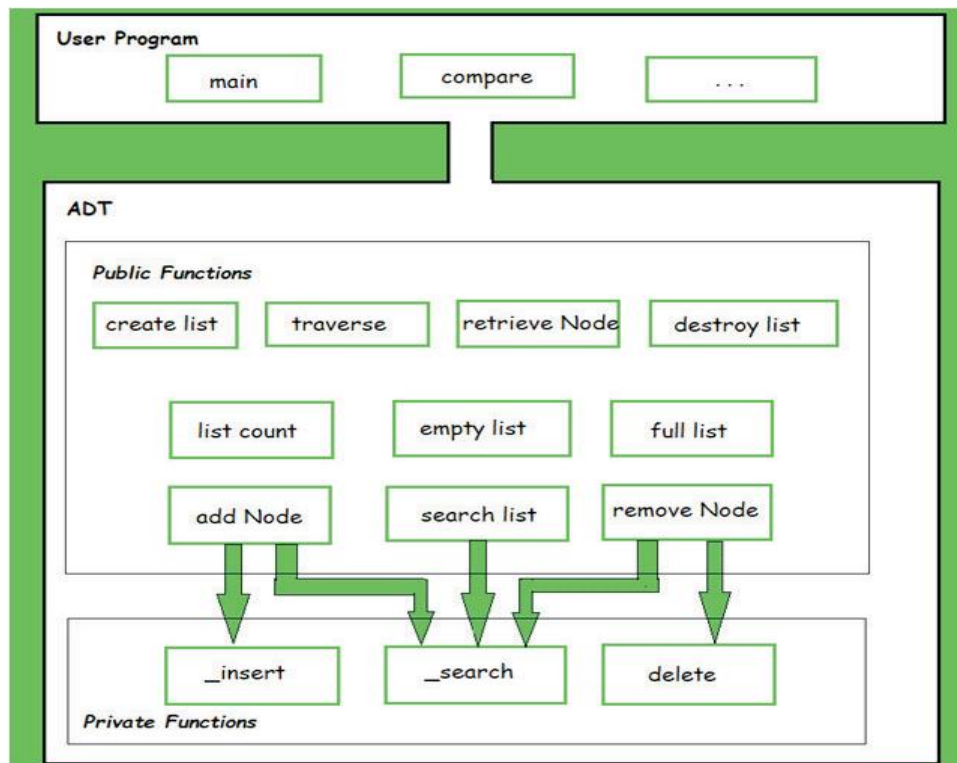 User Program
main
compare
. . .
ADT
Public Functions
create list
traverse
retrieve Node
destroy list
list count
empty list
full list
add Node
search list
remove Node
_insert
_search
delete
Private Functions